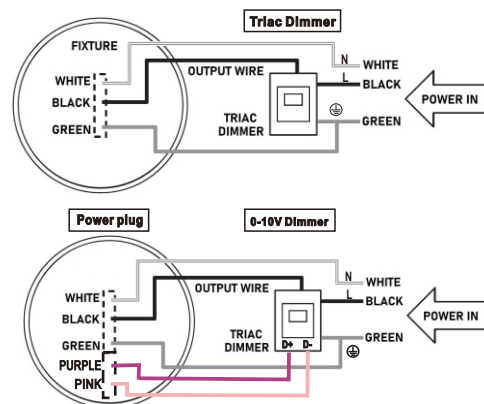 Triac Dimmer
FIXTURE
N
WHITE
WHITE
OUTPUT WIRE
L
BLACK
BLACK
POWER IN
TRIAC
DIMMER
GREEN
GREEN
Power plug
0-10V Dimmer
N
WHITE
WHITE
OUTPUT WIRE
L
BLACK
BLACK
POWER IN
TRIAC
DIMMER
GREEN
GREEN
D+ D-
PURPLE
PINK